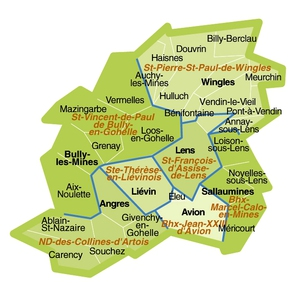 Billy-Berclau
Douvrin
Haisnes
St-Pierre-St-Paul-de-Wingles
Auchy-
les-Mines
Wingles
Meurchin
Hulluch
Vermelles
Vendin-le-Vieil
Mazingarbe
Bénifontaine
Pont-à-Vendin
St-Vincent-de-Paul
de Bully-
en-Gohelle
Annay-
sous-Lens
Loos-
en-Gohelle
Loison-
sous-Lens
Grenay
Lens
Bully-
les-Mines
St-François-
d'Assise-
de-Lens
Ste-Thérèse-
en-Liévinois
Novelles-
sous-Lens
Aix-
Noulette
Liévin
Sallaumines
Éleu
Angres
Avion
Bhx-
Marcel-Calo-
en-Mines
Ablain-
St-Nazaire
Givenchy-
en-Gohelle
Bhx-Jean-XXIII
d'Avion
Méricourt
ND-des-Collines-d'Artois
Souchez
Carency